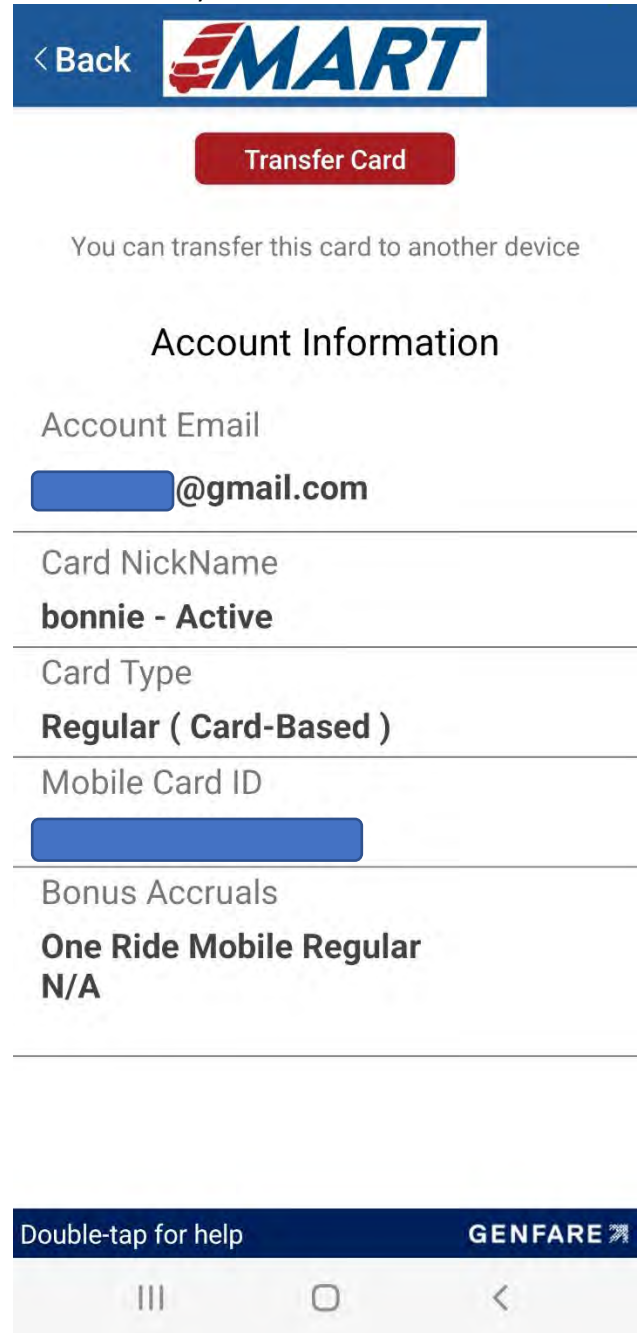 < Back MART
Transfer Card
You can transfer this card to another device
Account Information
Account Email
@gmail.com
Card NickName
bonnie - Active
Card Type
Regular ( Card-Based )
Mobile Card ID
Bonus Accruals
One Ride Mobile Regular
N/A
Double-tap for help GENFARE